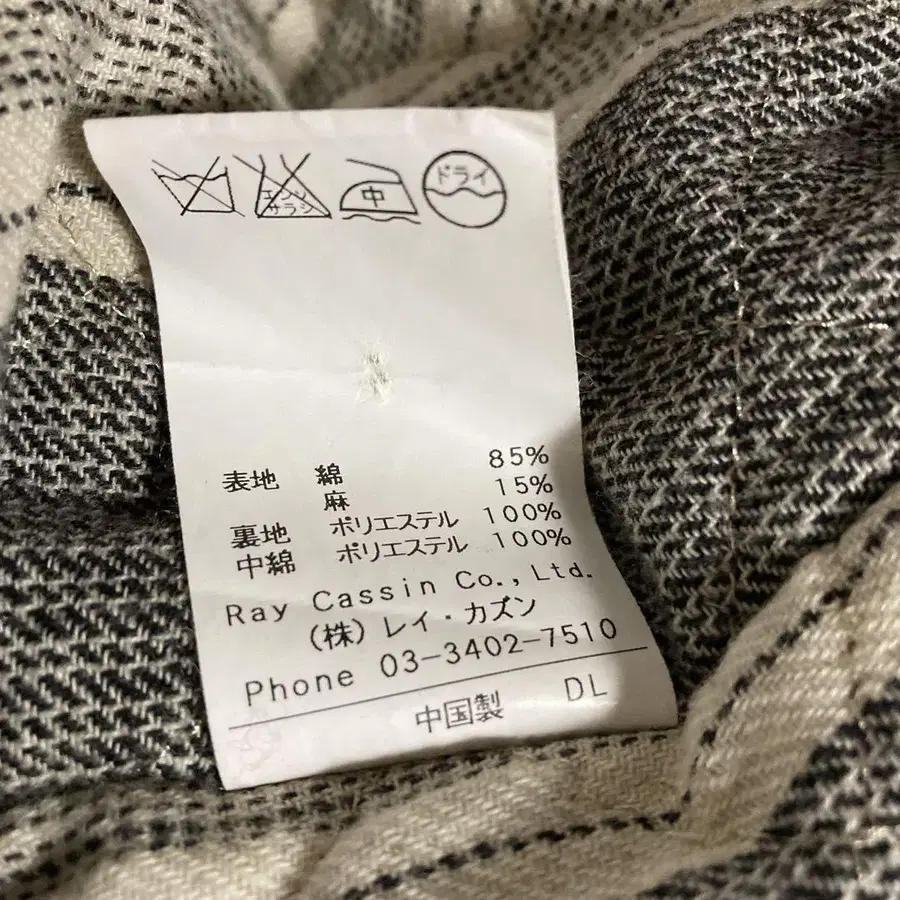 エンソ
サラシ
中
ドライ
表地 綿 85%
麻 15%
裏地 ポリエステル 100%
中綿 ポリエステル 100%
Ray Cassin Co., Ltd.
(株)レイ・カズン
Phone 03-3402-7510
中国製 DL